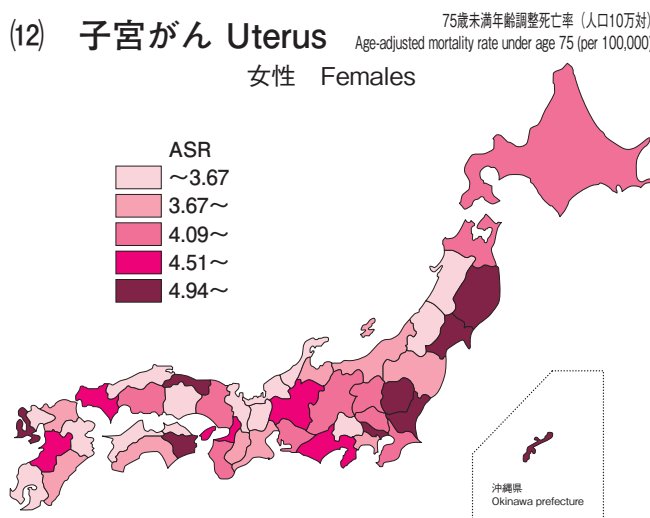 ⑿ 子宮がん Uterus
75歳未満年齢調整死亡率（人口10万対）
Age-adjusted mortality rate under age 75 (per 100,000)
女性 Females
ASR
～3.67
3.67～
4.09～
4.51～
4.94～
沖縄県
Okinawa prefecture